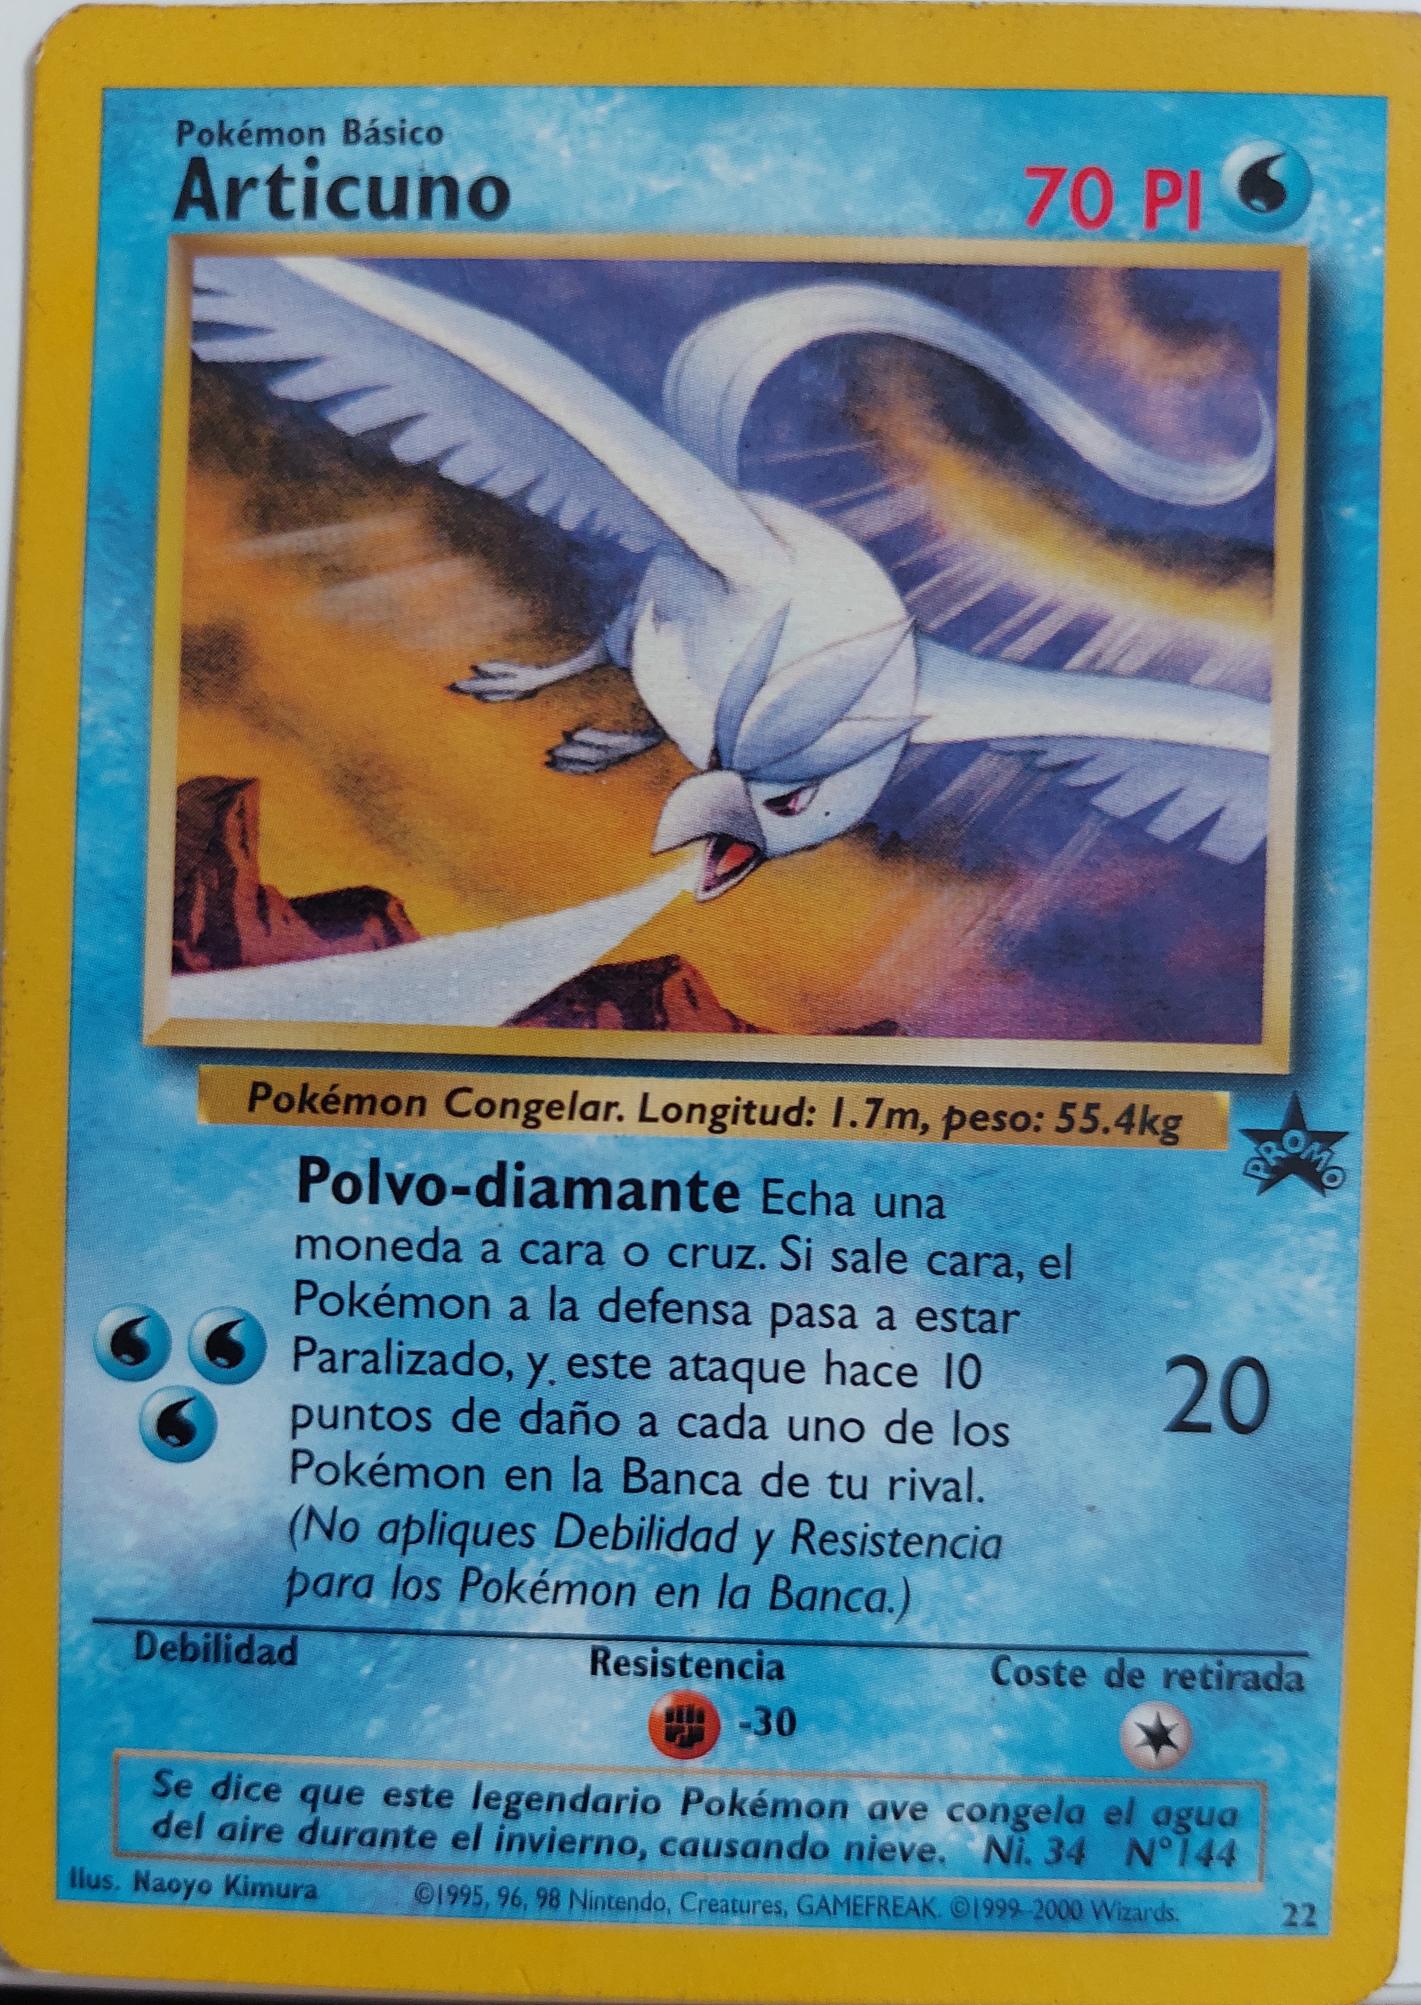 Pokémon Básico
Articuno
70 PI
Pokémon Congelar. Longitud: 1.7m, peso: 55.4kg
PROMO
Polvo-diamante Echa una
moneda a cara o cruz. Si sale cara, el
Pokémon a la defensa pasa a estar
Paralizado, y este ataque hace 10
puntos de daño a cada uno de los
Pokémon en la Banca de tu rival.
(No apliques Debilidad y Resistencia
para los Pokémon en la Banca.)
20
Debilidad
Resistencia
Coste de retirada
-30
Se dice que este legendario Pokémon ave congela el agua
del aire durante el invierno, causando nieve. Ni. 34 N°144
Ilus. Naoyo Kimura
©1995, 96, 98 Nintendo, Creatures, GAMEFREAK. ©1999-2000 Wizards.
22